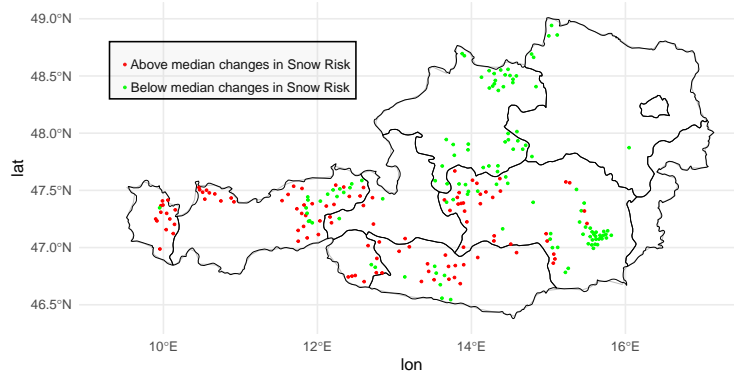 49.0°N
48.5°N
48.0°N
47.5°N
47.0°N
46.5°N
lat
Above median changes in Snow Risk
Below median changes in Snow Risk
10°E 12°E 14°E 16°E
lon